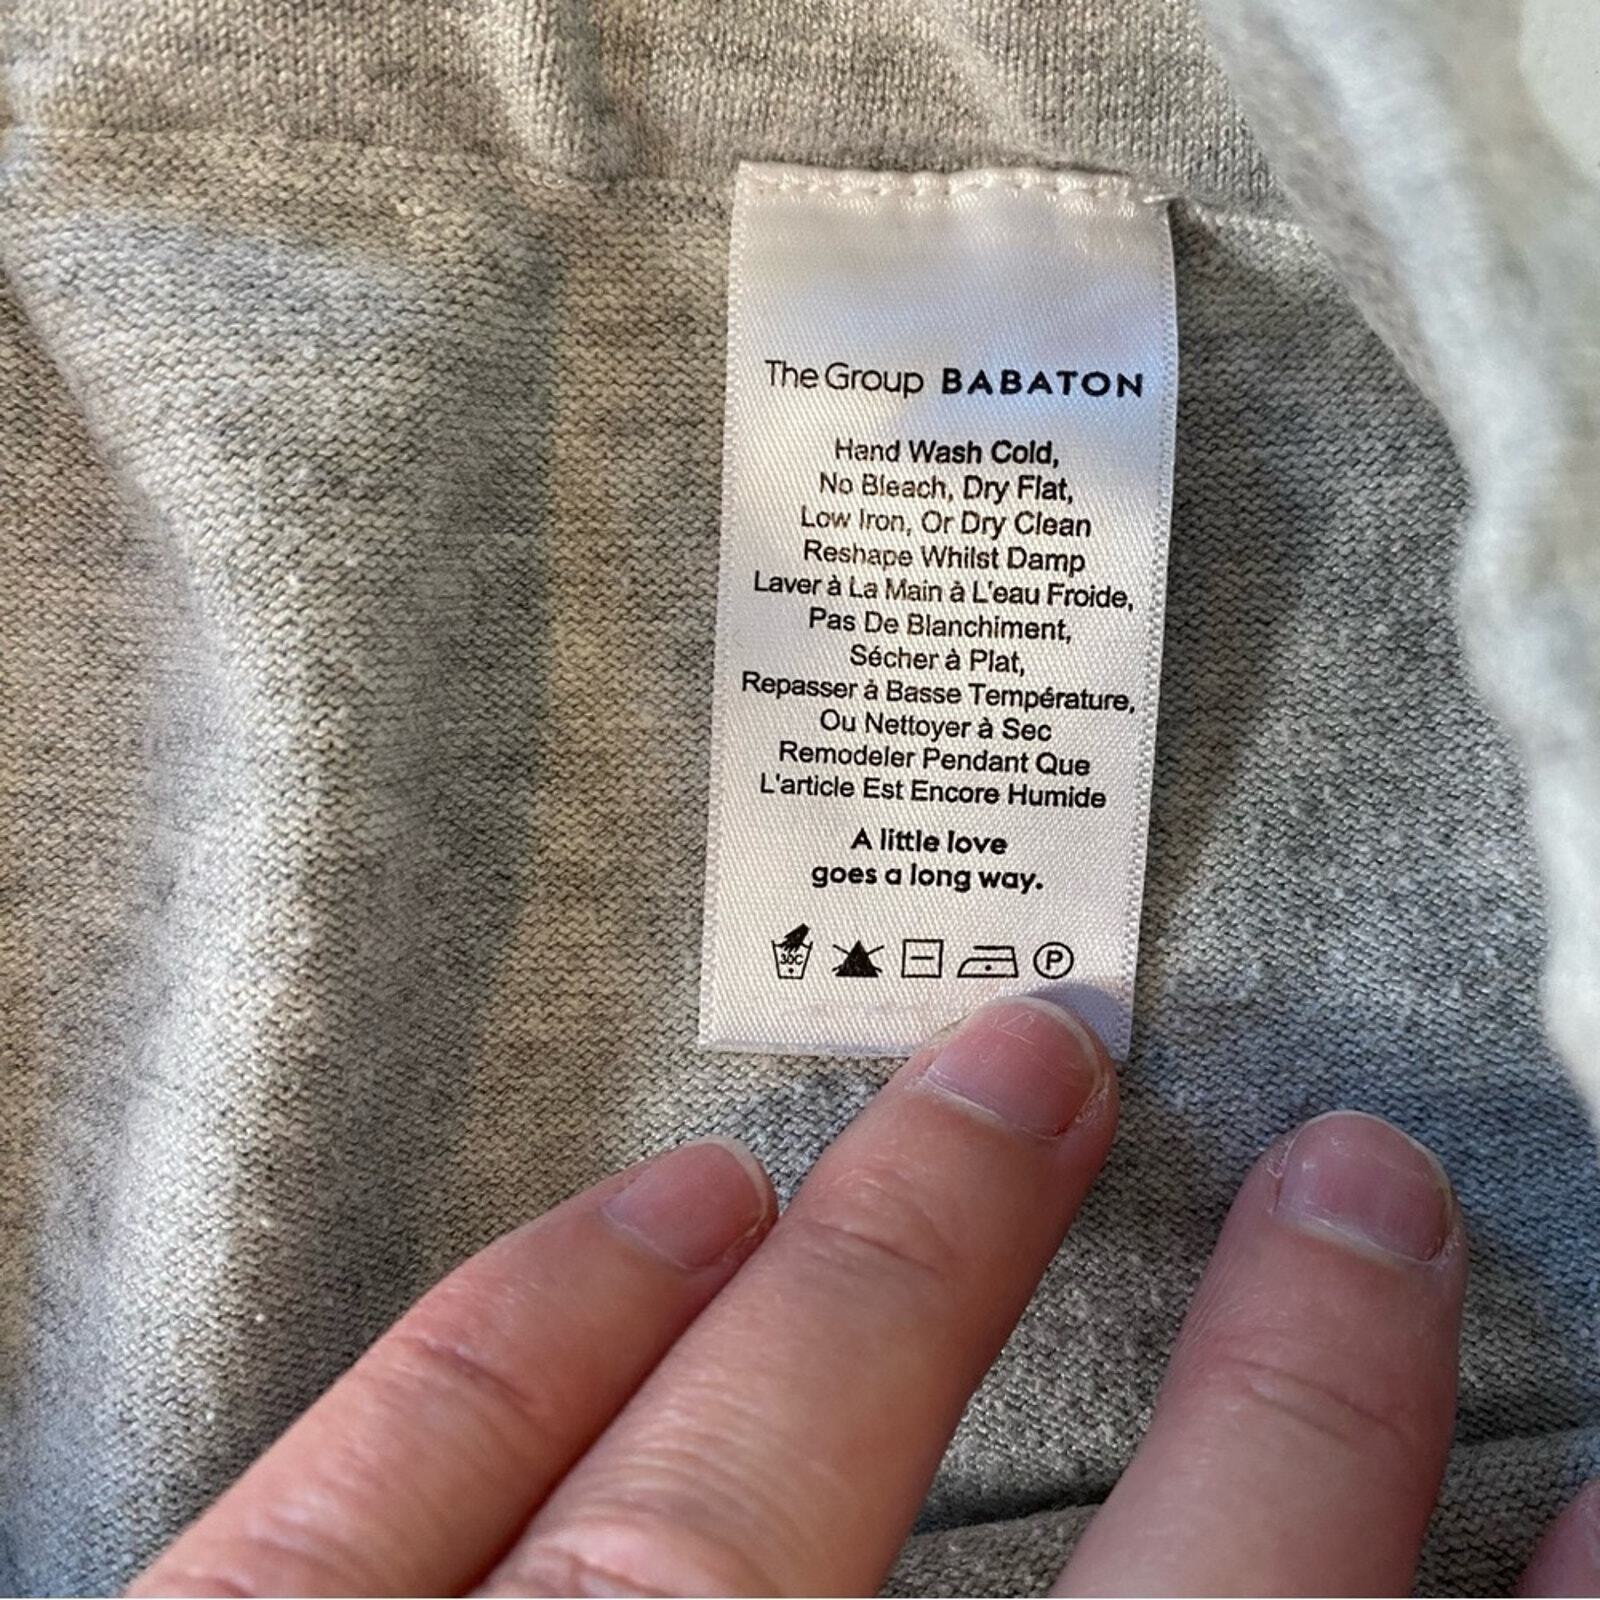 The Group BABATON
Hand Wash Cold,
No Bleach, Dry Flat,
Low Iron, Or Dry Clean
Reshape Whilst Damp
Laver à La Main à L'eau Froide,
Pas De Blanchiment,
Sécher à Plat,
Repasser à Basse Température,
Ou Nettoyer à Sec
Remodeler Pendant Que
L'article Est Encore Humide
A little love
goes a long way.
30C P